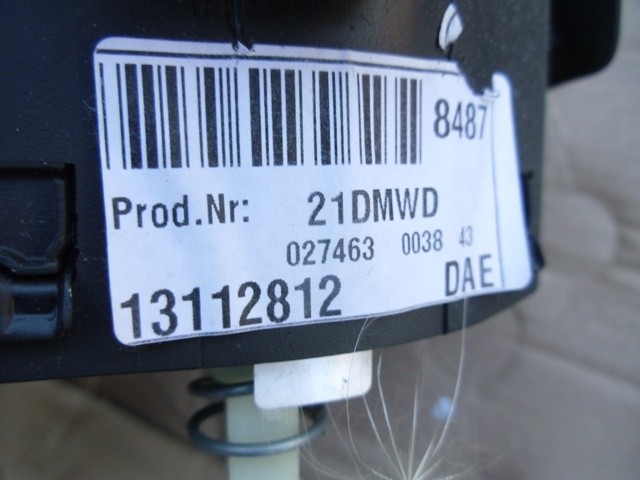 8487
Prod.Nr: 21DMWD
027463 0038 43
13112812 DAE